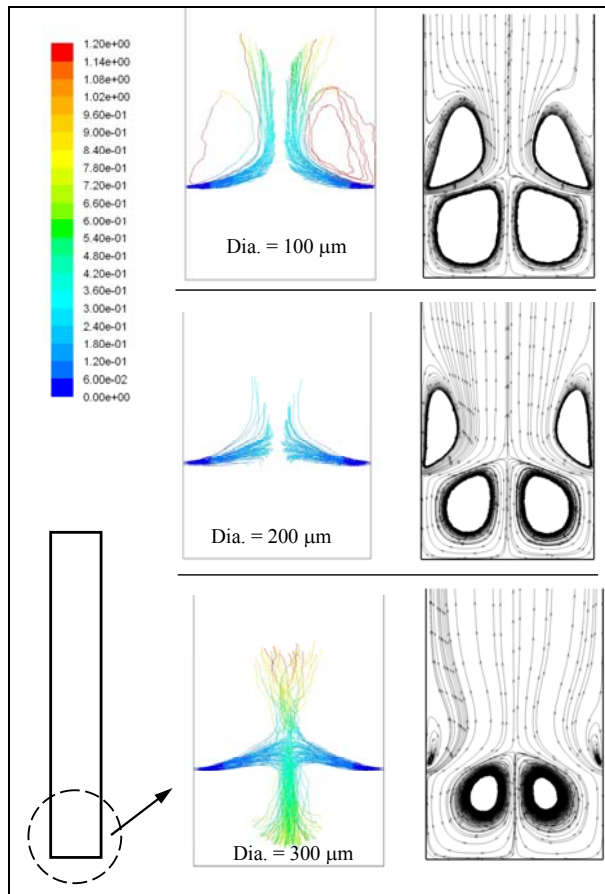 1.20e+00
1.14e+00
1.08e+00
1.02e+00
9.60e-01
9.00e-01
8.40e-01
7.80e-01
7.20e-01
6.60e-01
6.00e-01
5.40e-01
4.80e-01
4.20e-01
3.60e-01
3.00e-01
2.40e-01
1.80e-01
1.20e-01
6.00e-02
0.00e+00
Dia. = 100 μm
Dia. = 200 μm
Dia. = 300 μm